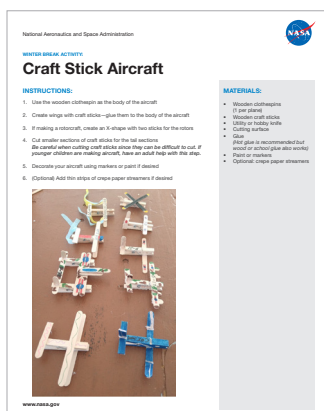 National Aeronautics and Space Administration
NASA
WINTER BREAK ACTIVITY:
Craft Stick Aircraft
INSTRUCTIONS:
1. Use the wooden clothespin as the body of the aircraft
2. Create wings with craft sticks—glue them to the body of the aircraft
3. If making a rotorcraft, create an X-shape with two sticks for the rotors
4. Cut smaller sections of craft sticks for the tail sections
Be careful when cutting craft sticks since they can be difficult to cut. If
younger children are making aircraft, have an adult help with this step.
5. Decorate your aircraft using markers or paint if desired
6. (Optional) Add thin strips of crepe paper streamers if desired
MATERIALS:
• Wooden clothespins
(1 per plane)
• Wooden craft sticks
• Utility or hobby knife
• Cutting surface
• Glue
(Hot glue is recommended but
wood or school glue also works)
• Paint or markers
• Optional: crepe paper streamers
www.nasa.gov